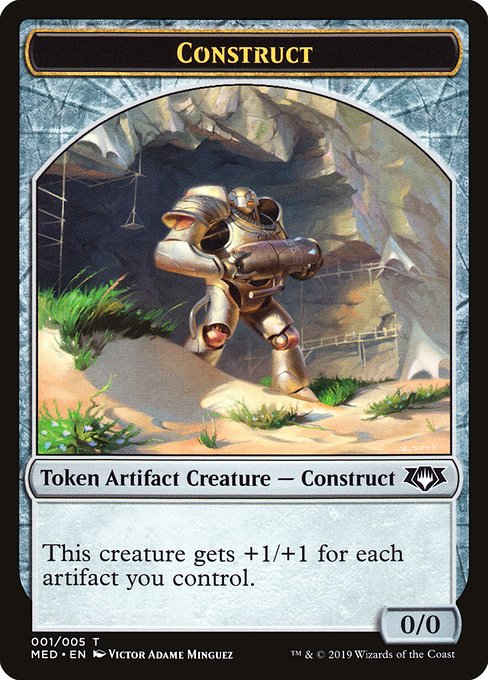 CONSTRUCT
Token Artifact Creature — Construct
This creature gets +1/+1 for each
artifact you control.
0/0
001/005 T
MED • EN VICTOR ADAME MINGUEZ
™ & © 2019 Wizards of the Coast